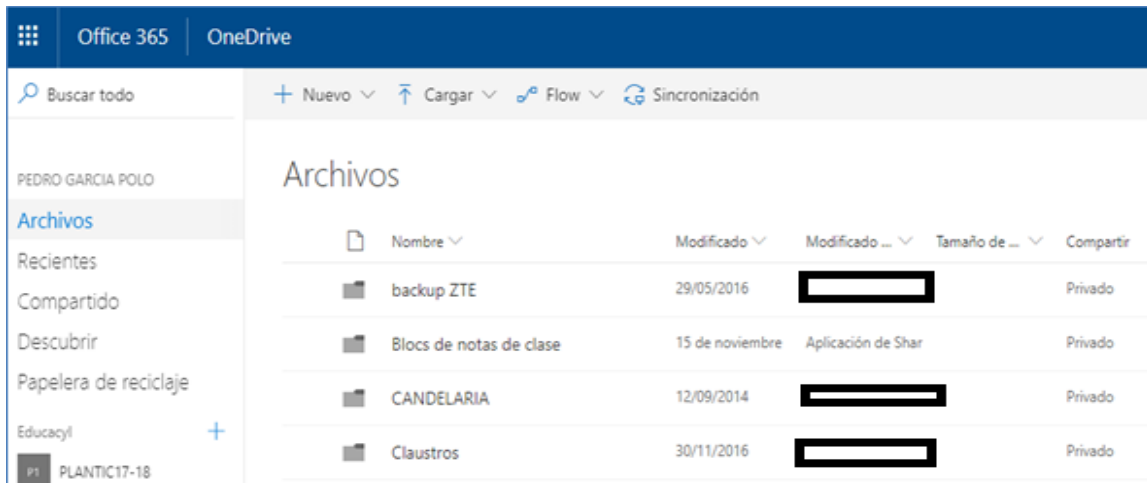 Office 365 OneDrive
Buscar todo
Nuevo Cargar Flow Sincronización
PEDRO GARCIA POLO
Archivos
Recientes
Compartido
Descubrir
Papelera de reciclaje
Educacyl
P1 PLANTIC17-18
Archivos
Nombre Modificado Modificado ... Tamaño de ... Compartir
backup ZTE 29/05/2016 Privado
Blocs de notas de clase 15 de noviembre Aplicación de Shar Privado
CANDELARIA 12/09/2014 Privado
Claustros 30/11/2016 Privado